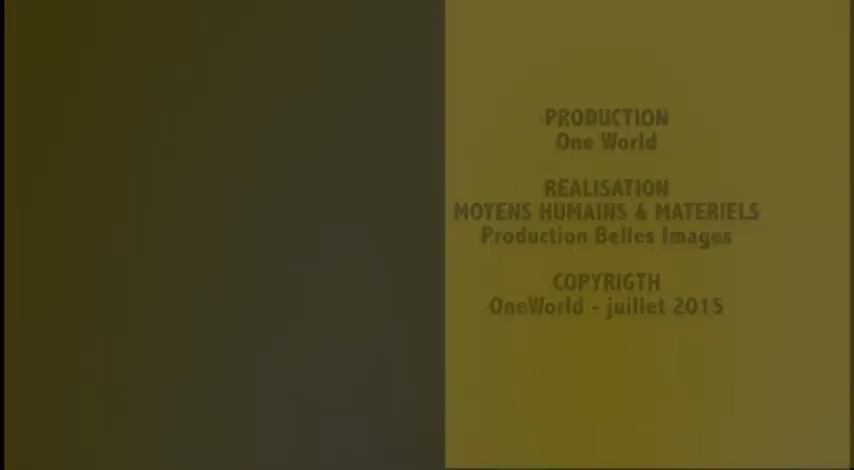 PRODUCTION
One World
REALISATION
MOYENS HUMAINS & MATERIELS
Production Belles Images
COPYRIGTH
OneWorld - juillet 2015